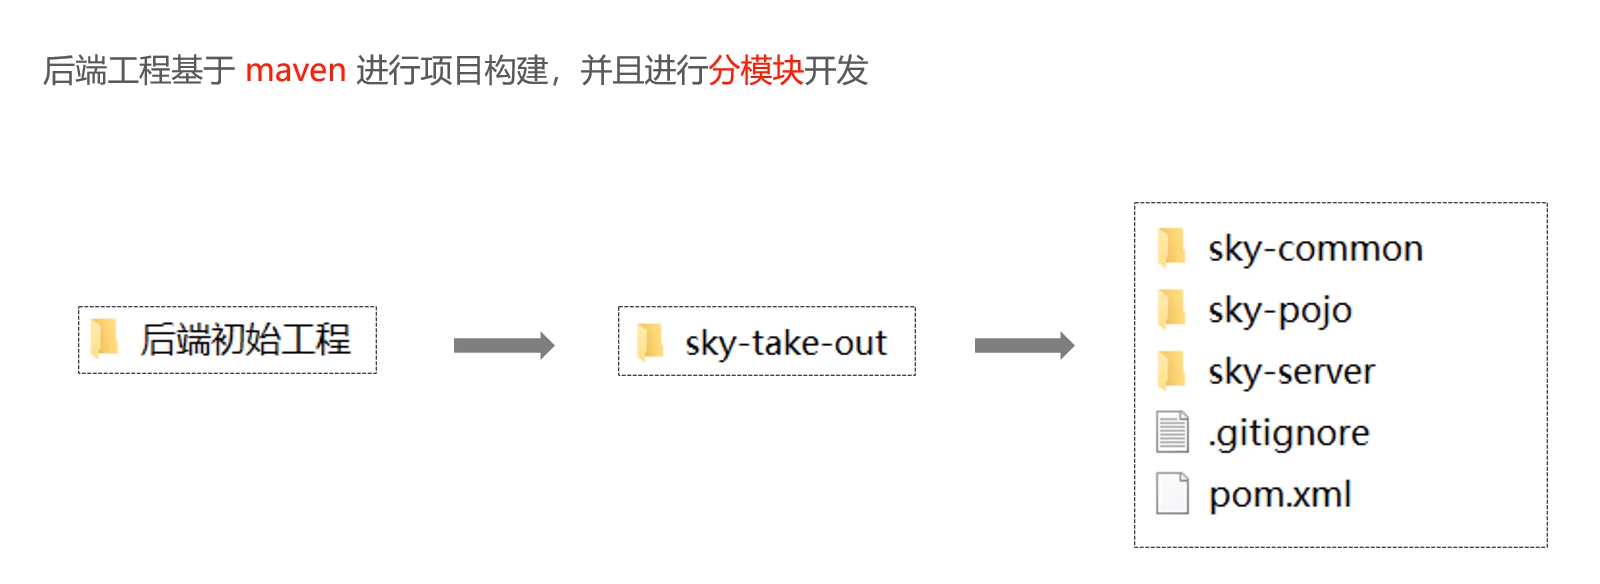 后端工程基于 maven 进行项目构建，并且进行分模块开发
后端初始工程
sky-take-out
sky-common
sky-pojo
sky-server
.gitignore
pom.xml